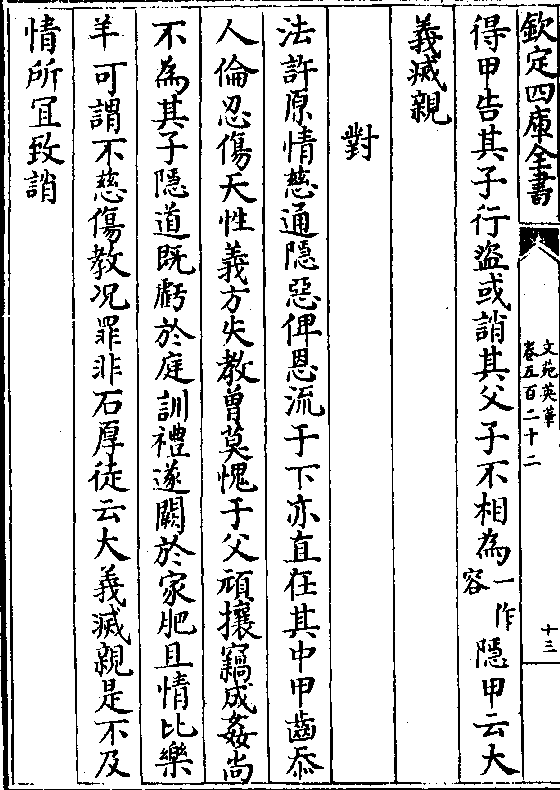 欽定四庫全書
文苑英華
卷五百二十二
十三
得甲告其子行盜或誚其父子不相為一作容隱甲云大
義滅親
對
法許原情慈通隱惡俾恩流于下亦直在其中甲齒忝
人倫忍傷天性義方失教曾莫愧于父頑攘竊成姦尚
不為其子隱道既虧於庭訓禮遂闕於家肥且情比樂
羊可謂不慈傷教况罪非石厚徒云大義滅親是不及
情所冝致誚